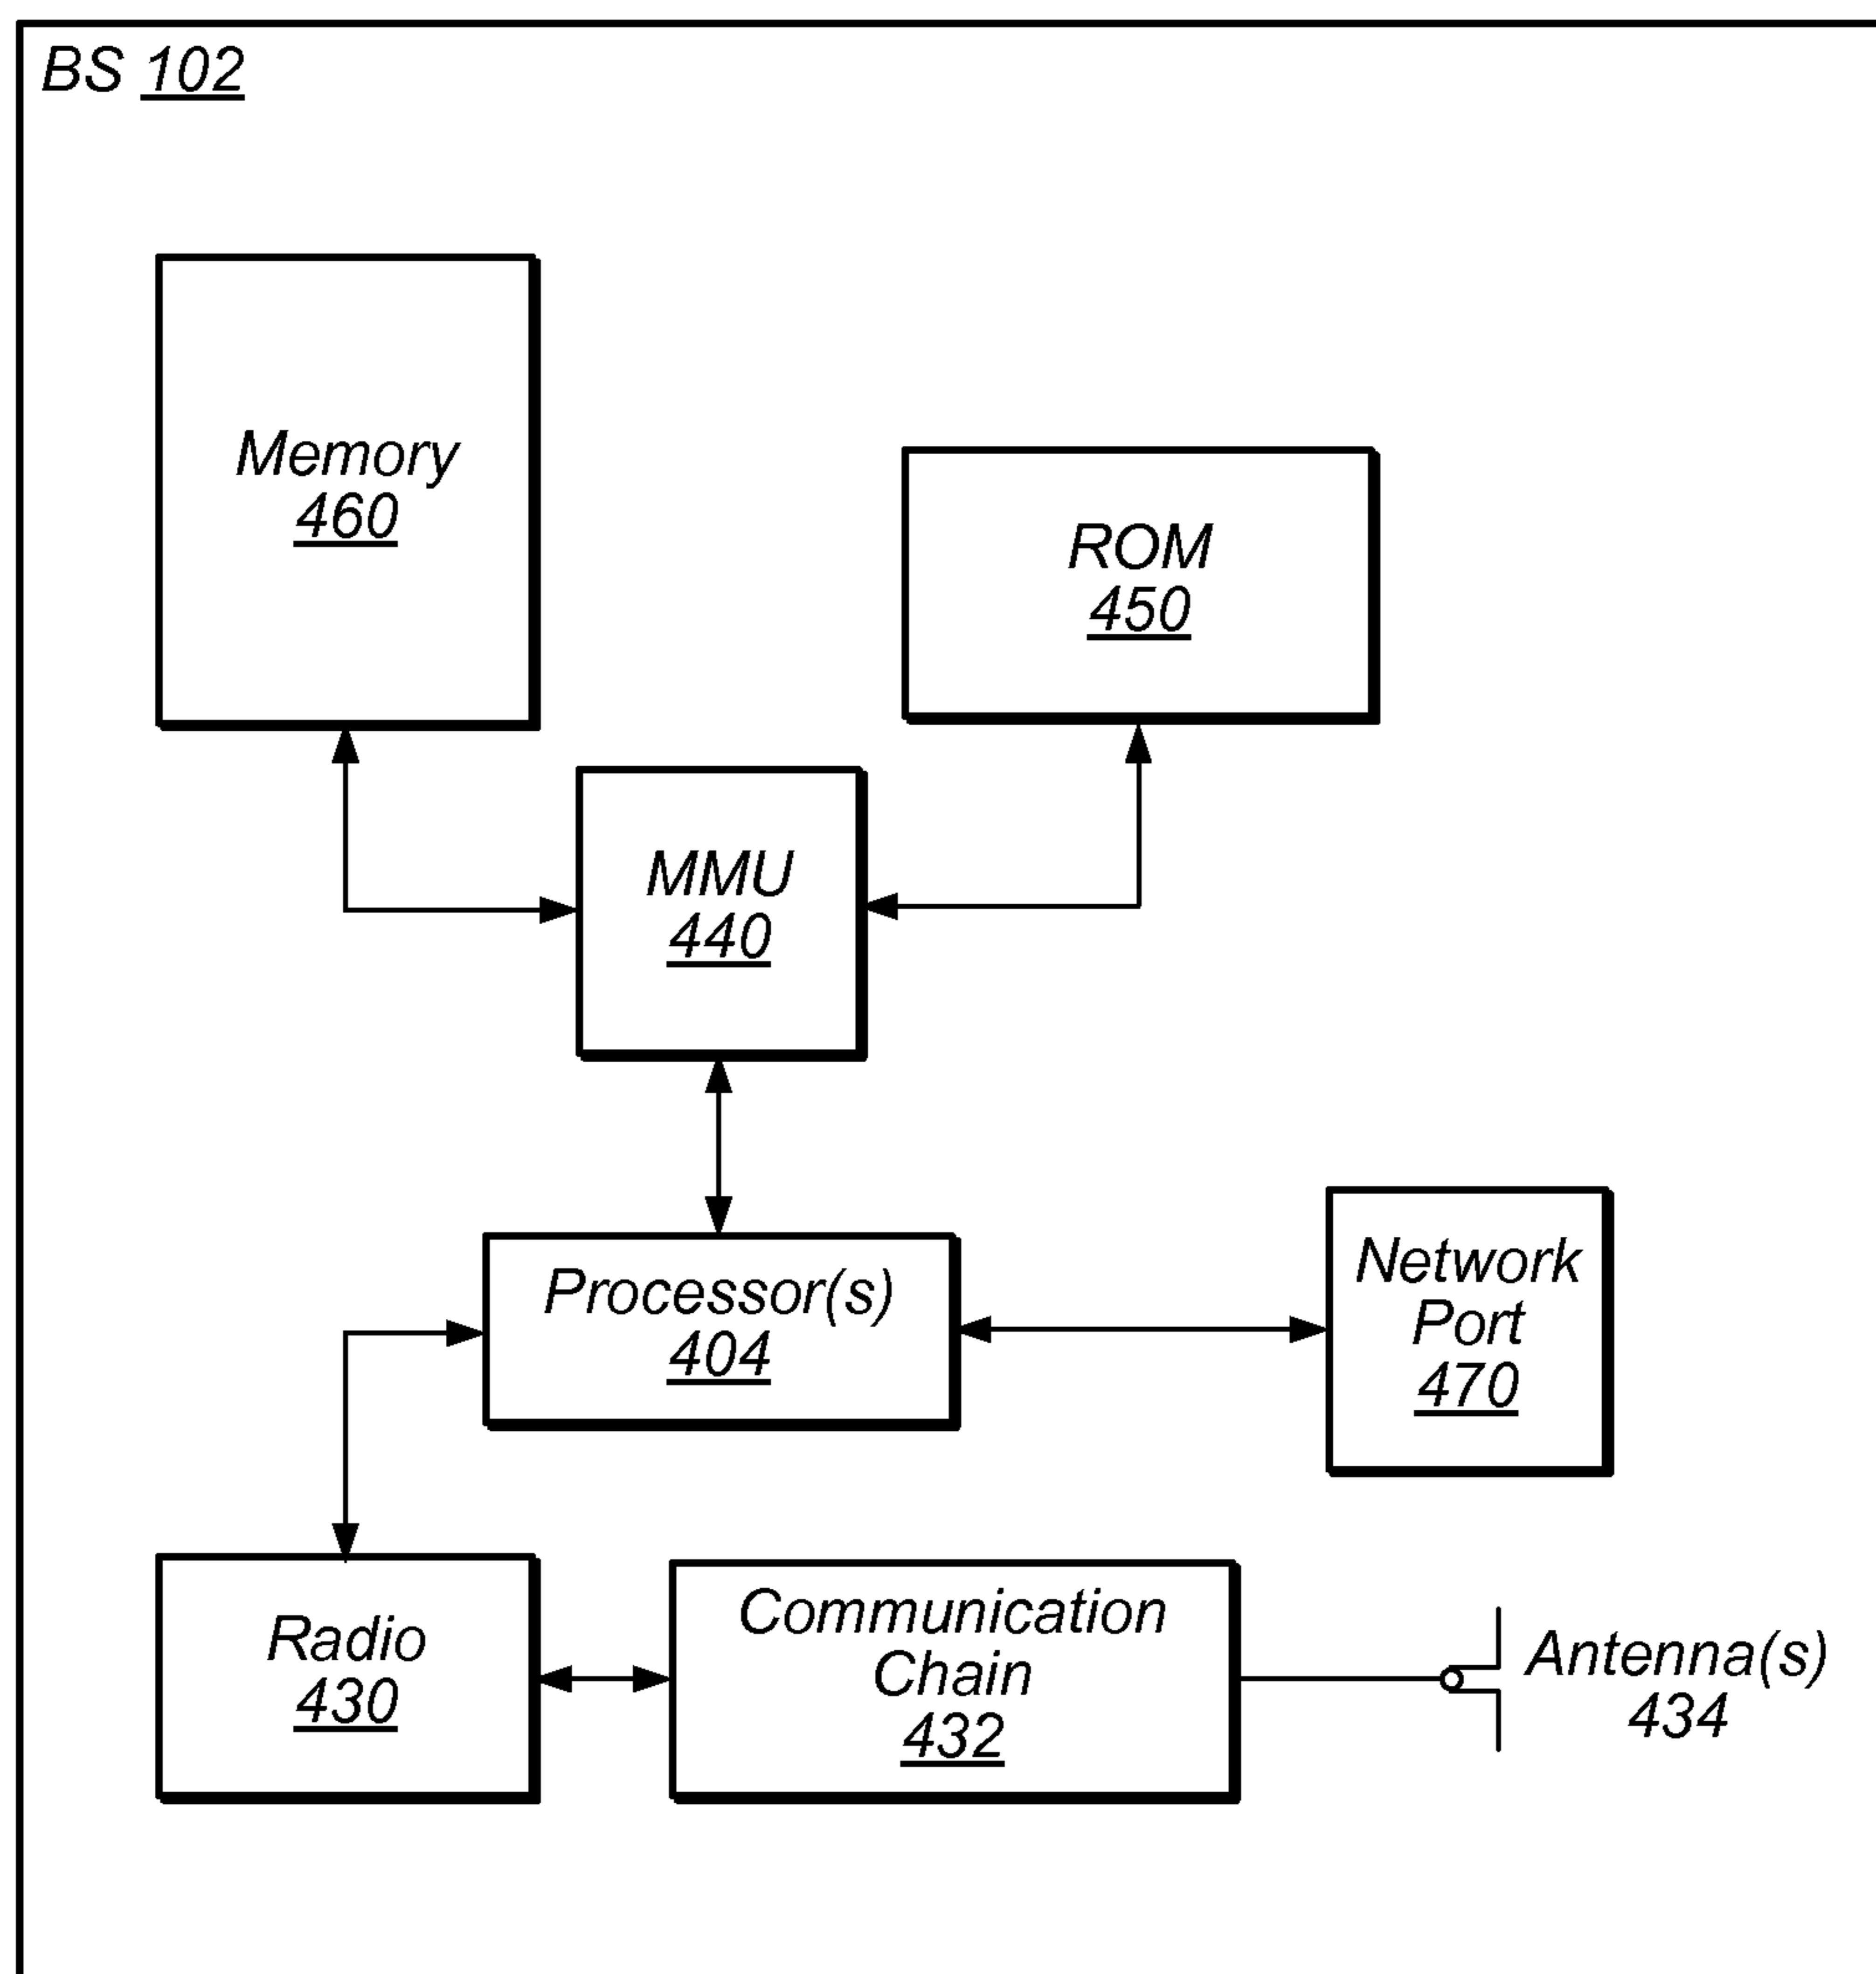 BS 102
Memory
460
ROM
450
MMU
440
Processor(s)
404
Network
Port
470
Radio
430
Communication
Chain
432
Antenna(s)
434